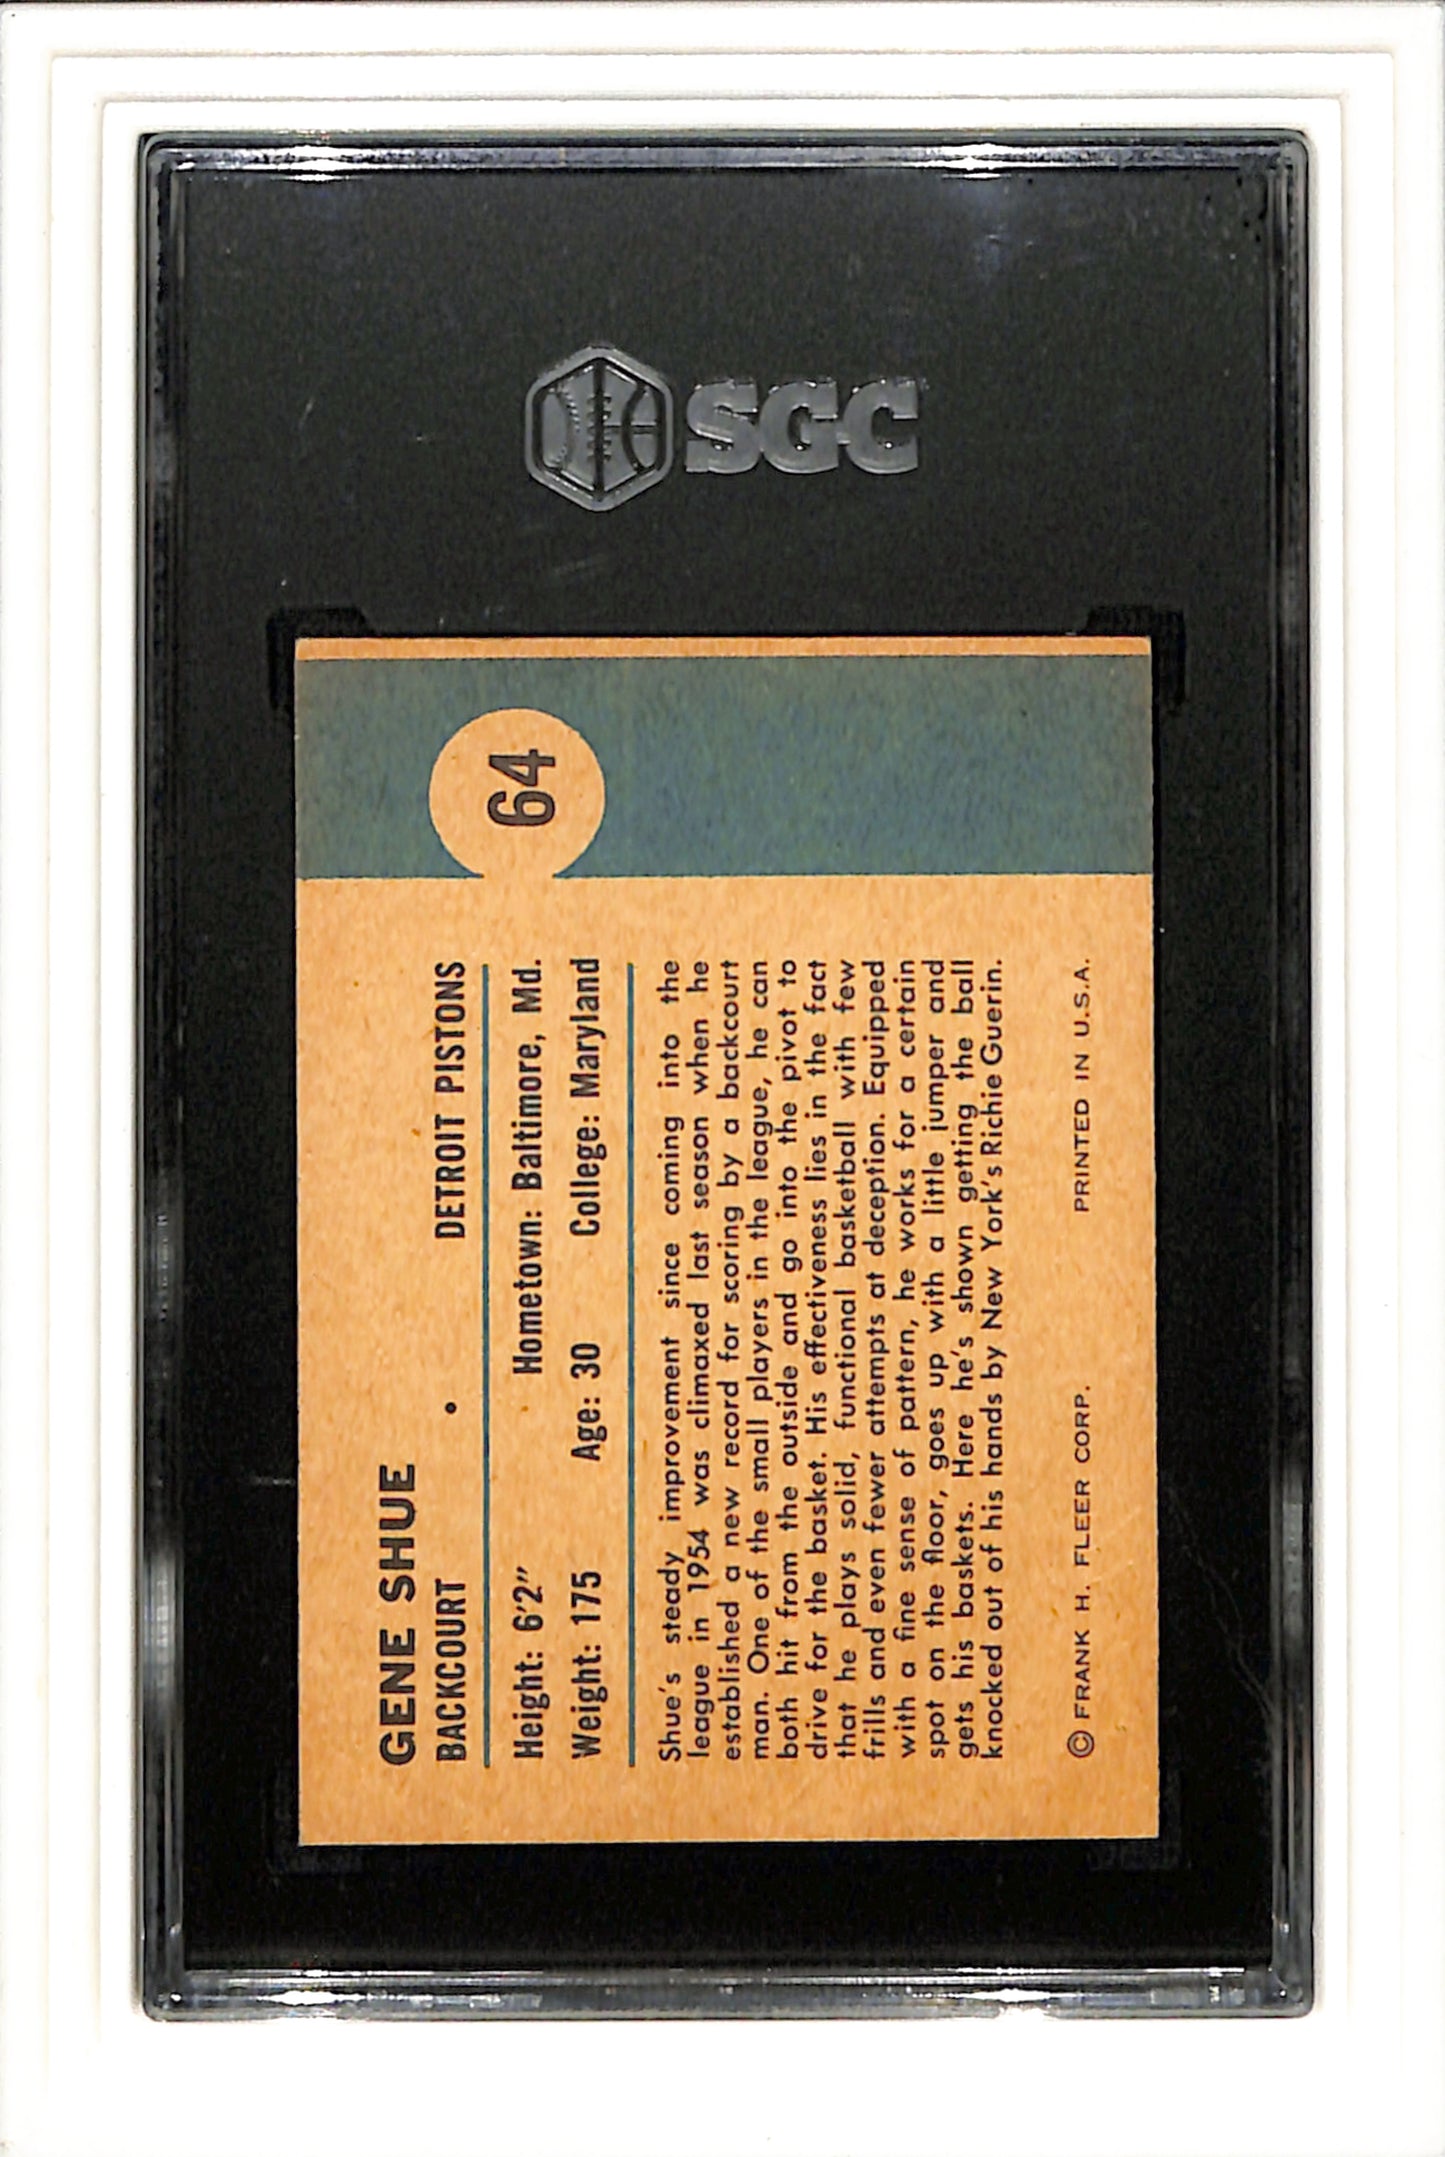 SGC
64
GENE SHUE
BACKCOURT • DETROIT PISTONS
Height: 6'2" Hometown: Baltimore, Md.
Weight: 175 Age: 30 College: Maryland
Shue's steady improvement since coming into the
league in 1954 was climaxed last season when he
established a new record for scoring by a backcourt
man. One of the small players in the league, he can
both hit from the outside and go into the pivot to
drive for the basket. His effectiveness lies in the fact
that he plays solid, functional basketball with few
frills and even fewer attempts at deception. Equipped
with a fine sense of pattern, he works for a certain
spot on the floor, goes up with a little jumper and
gets his baskets. Here he's shown getting the ball
knocked out of his hands by New York's Richie Guerin.
© FRANK H. FLEER CORP. PRINTED IN U.S.A.